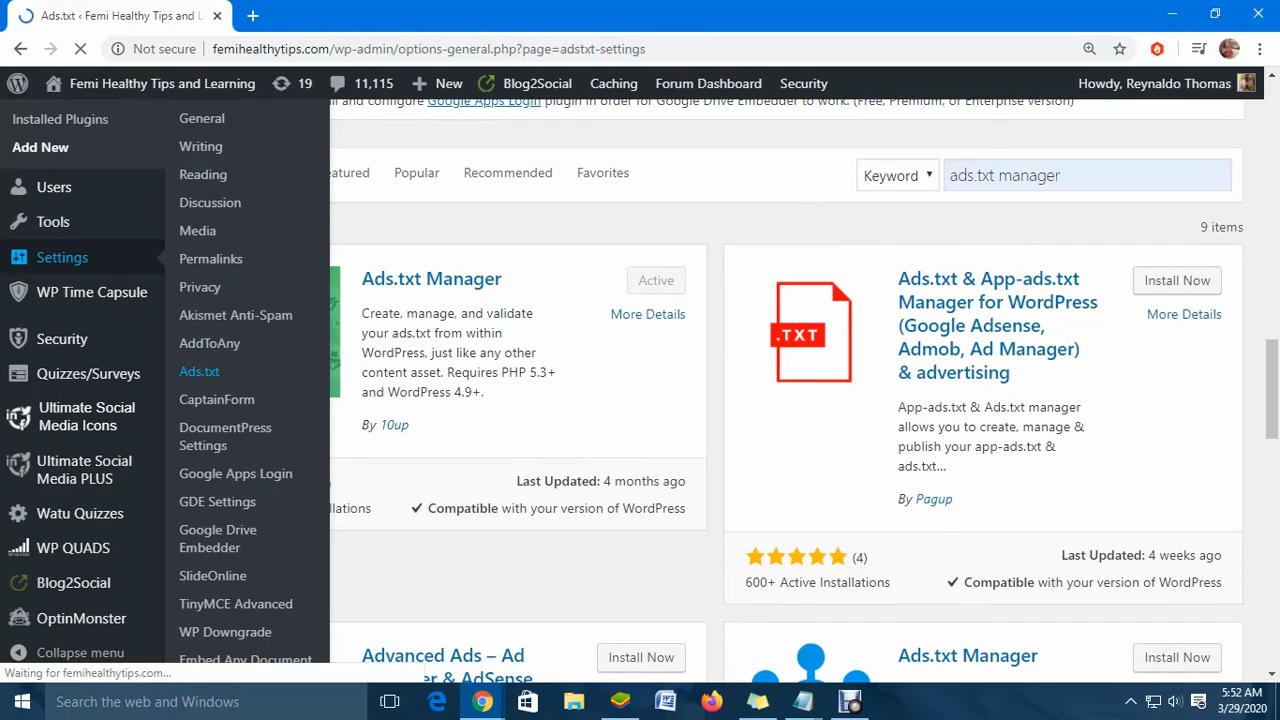 Ads.txt ‹ Femi Healthy Tips and L
Not secure
femihealthytips.com/wp-admin/options-general.php?page=adstxt-settings
Femi Healthy Tips and Learning
19
11,115
New
Blog2Social
Caching
Forum Dashboard
Security
Howdy, Reynaldo Thomas
and configure Google Apps Login plugin in order for Google Drive Embedder to work. (Free, Premium, or Enterprise version)
Installed Plugins
Add New
Users
Tools
Settings
WP Time Capsule
Security
Quizzes/Surveys
Ultimate Social
Media Icons
Ultimate Social
Media PLUS
Watu Quizzes
WP QUADS
Blog2Social
OptinMonster
Collapse menu
General
Writing
Reading
Discussion
Media
Permalinks
Privacy
Akismet Anti-Spam
AddToAny
Ads.txt
CaptainForm
DocumentPress
Settings
Google Apps Login
GDE Settings
Google Drive
Embedder
SlideOnline
TinyMCE Advanced
WP Downgrade
Embed Any Document
eatured
Popular
Recommended
Favorites
Keyword
ads.txt manager
9 items
Ads.txt Manager
Active
More Details
Create, manage, and validate
your ads.txt from within
WordPress, just like any other
content asset. Requires PHP 5.3+
and WordPress 4.9+.
By 10up
Last Updated: 4 months ago
llations
Compatible with your version of WordPress
.TXT
Ads.txt & App-ads.txt
Manager for WordPress
(Google Adsense,
Admob, Ad Manager)
& advertising
Install Now
More Details
App-ads.txt & Ads.txt manager
allows you to create, manage &
publish your app-ads.txt &
ads.txt...
By Pagup
(4)
Last Updated: 4 weeks ago
600+ Active Installations
Compatible with your version of WordPress
Advanced Ads – Ad
& AdSense
Install Now
Ads.txt Manager
Install Now
Waiting for femihealthytips.com...
Search the web and Windows
5:52 AM
3/29/2020